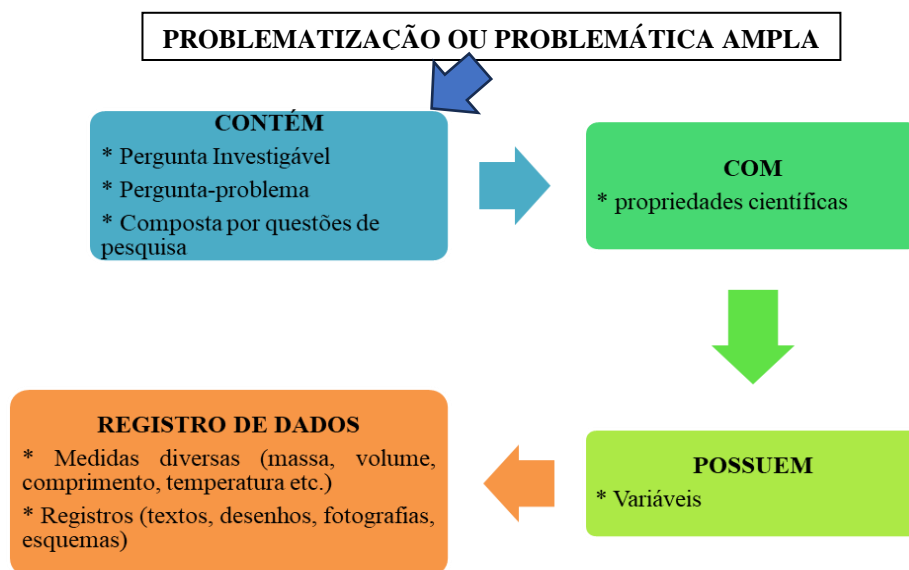 PROBLEMATIZAÇÃO OU PROBLEMÁTICA AMPLA
CONTÉM
* Pergunta Investigável
* Pergunta-problema
* Composta por questões de
pesquisa
COM
* propriedades científicas
POSSUEM
* Variáveis
REGISTRO DE DADOS
* Medidas diversas (massa, volume,
comprimento, temperatura etc.)
* Registros (textos, desenhos, fotografias,
esquemas)